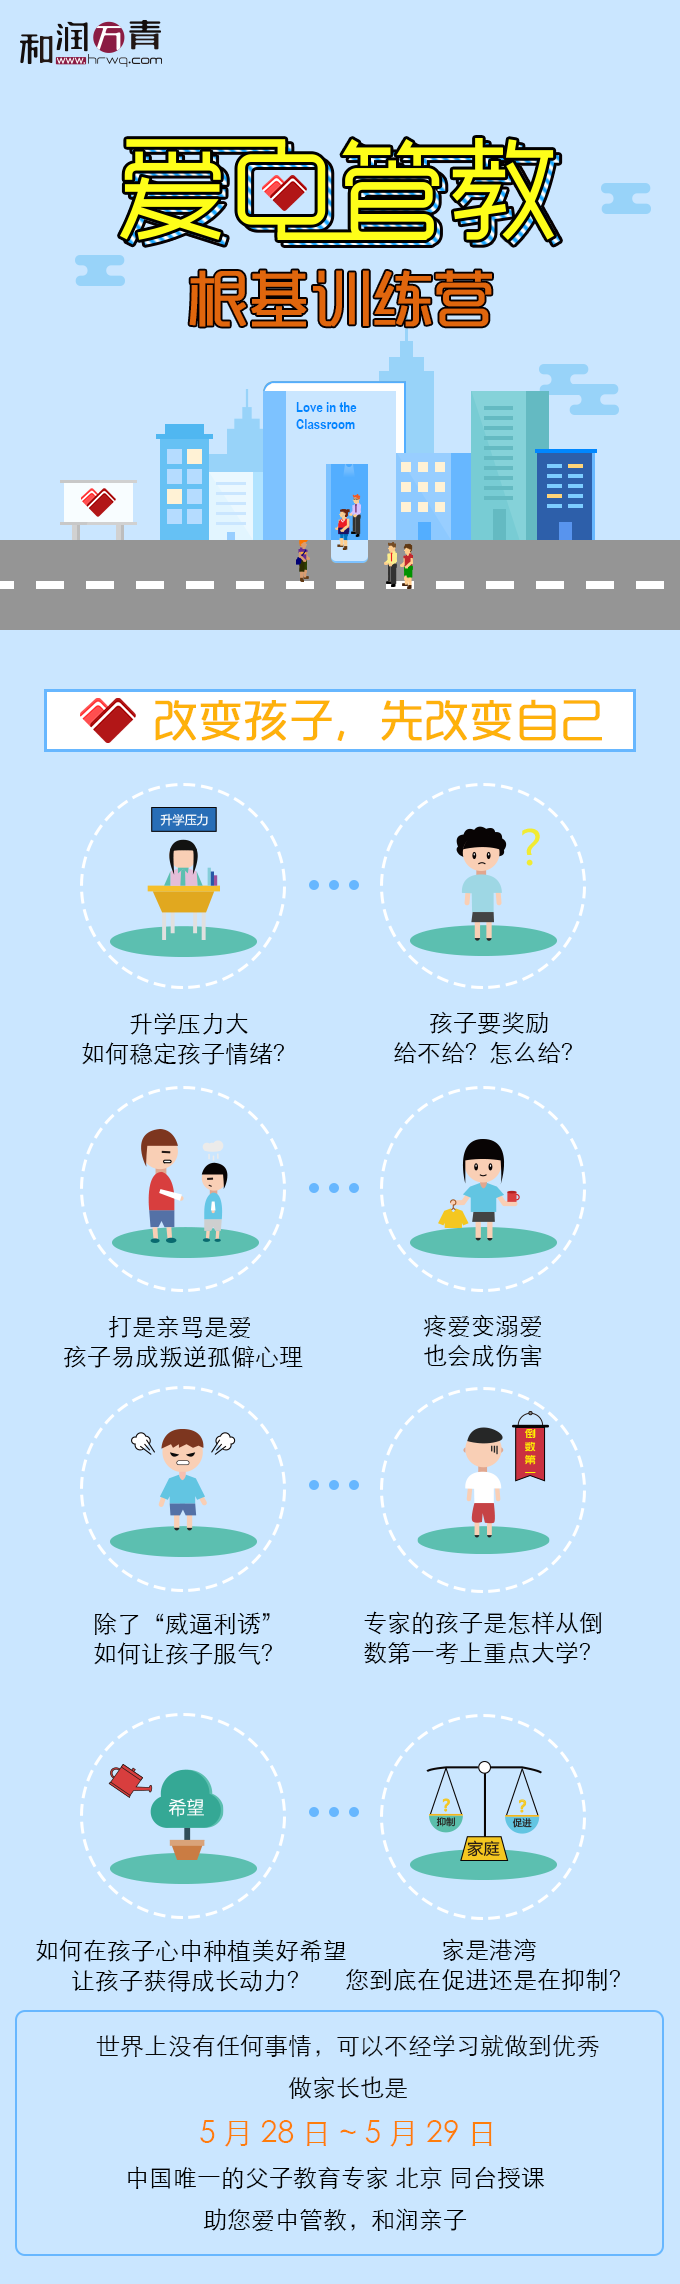 和润万青
www.hrwq.com
爱中管教
根基训练营
Love in the
Classroom
改变孩子，先改变自己
升学压力
?
升学压力大
如何稳定孩子情绪?
孩子要奖励
给不给? 怎么给?
打是亲骂是爱
孩子易成叛逆孤僻心理
疼爱变溺爱
也会成伤害
倒数第一
除了“威逼利诱”
如何让孩子服气?
专家的孩子是怎样从倒
数第一考上重点大学?
希望
?
抑制
?
促进
家庭
如何在孩子心中种植美好希望
让孩子获得成长动力?
家是港湾
您到底在促进还是在抑制?
世界上没有任何事情，可以不经学习就做到优秀
做家长也是
5 月 28 日 ~ 5 月 29 日
中国唯一的父子教育专家 北京 同台授课
助您爱中管教，和润亲子